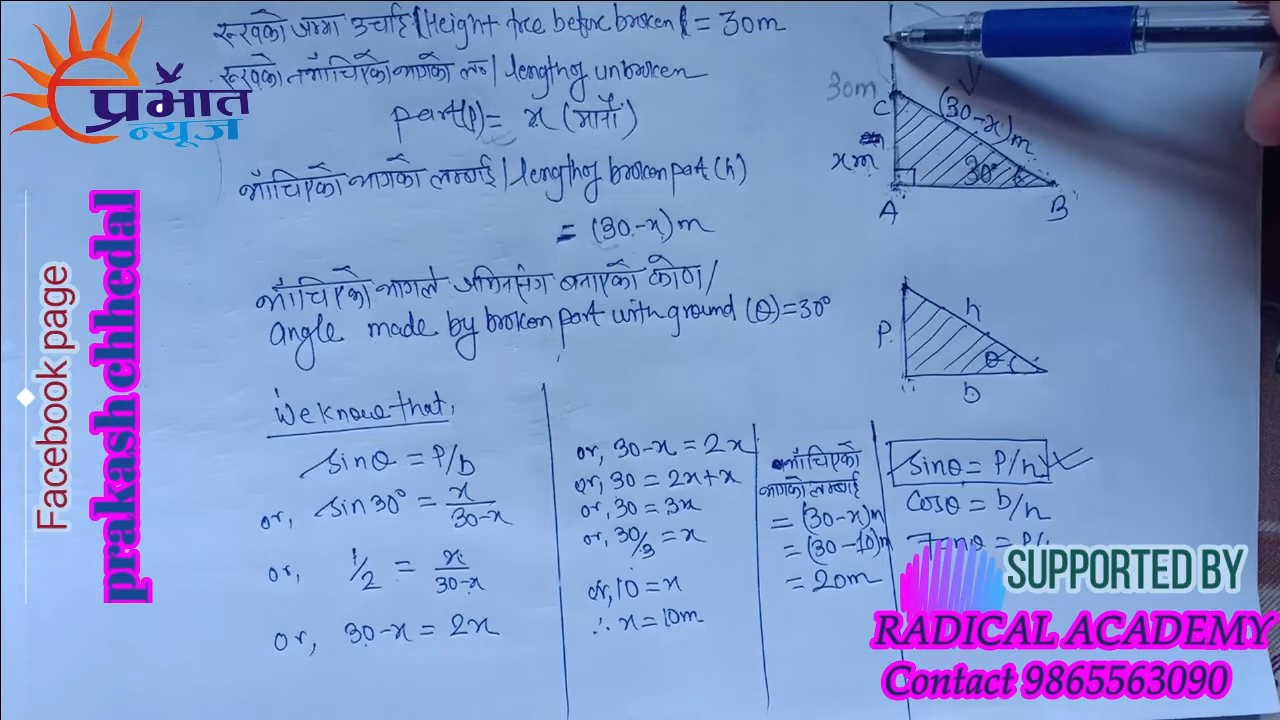 रूखको जम्मा उचाई/Height tree before broken = 30m
रूखको नभाँचिएको भागको लम्बाई/length of unbroken
part(P) = x (मानौं)
भाँचिएको भागको लम्बाई/length of broken part (h)
= (30-x)m
भाँचिएको भागले जमिनसंग बनाएको कोण/
angle made by broken part with ground (θ)=30°
We know that,
sinθ = P/h
or, sin30° = x/30-x
or, 1/2 = x/30-x
or, 30-x = 2x
or, 30-x = 2x
or, 30 = 2x+x
or, 30 = 3x
or, 30/3 = x
or, 10 = x
∴ x = 10m
भाँचिएको
भागको लम्बाई
= (30-x)m
= (30-10)m
= 20m
sinθ = P/h
cosθ = b/h
Tanθ = P/
30m
C
(30-x)m
xm
30°
A
B
P
h
θ
b
प्रभात
न्यूज
Facebook page
prakash chhedal
SUPPORTED BY
RADICAL ACADEMY
Contact 9865563090